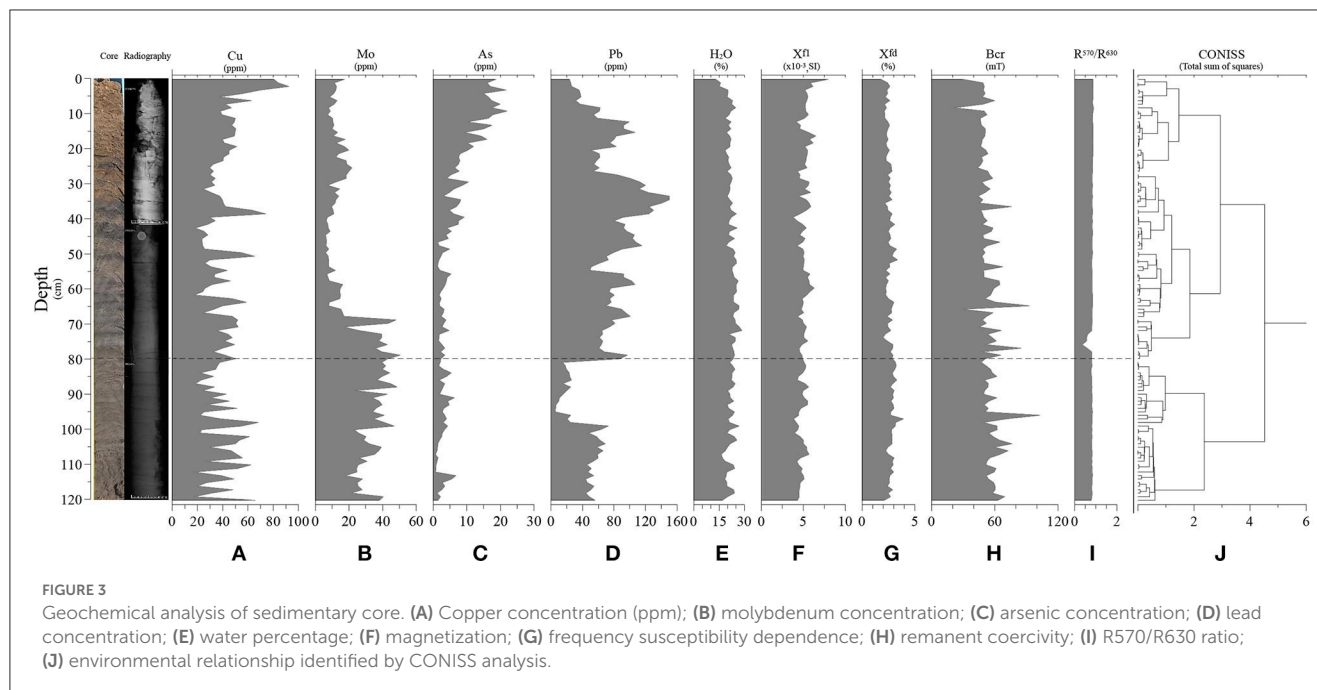 Core Radiography Cu Mo As Pb H₂O Xfl Xfd Bcr R⁵⁷⁰/R⁶³⁰ CONISS
(ppm) (ppm) (ppm) (ppm) (%) (x10⁻³,SI) (%) (mT) (Total sum of squares)
Depth
(cm)
0
10
20
30
40
50
60
70
80
90
100
110
120
0 20 40 60 80 100
0 20 40 60
0 10 20 30
0 40 80 120 160
0 15 30
0 5 10
0 5
0 60 120
0 2
2 4 6
A B C D E F G H I J
FIGURE 3
Geochemical analysis of sedimentary core. (A) Copper concentration (ppm); (B) molybdenum concentration; (C) arsenic concentration; (D) lead
concentration; (E) water percentage; (F) magnetization; (G) frequency susceptibility dependence; (H) remanent coercivity; (I) R570/R630 ratio;
(J) environmental relationship identified by CONISS analysis.